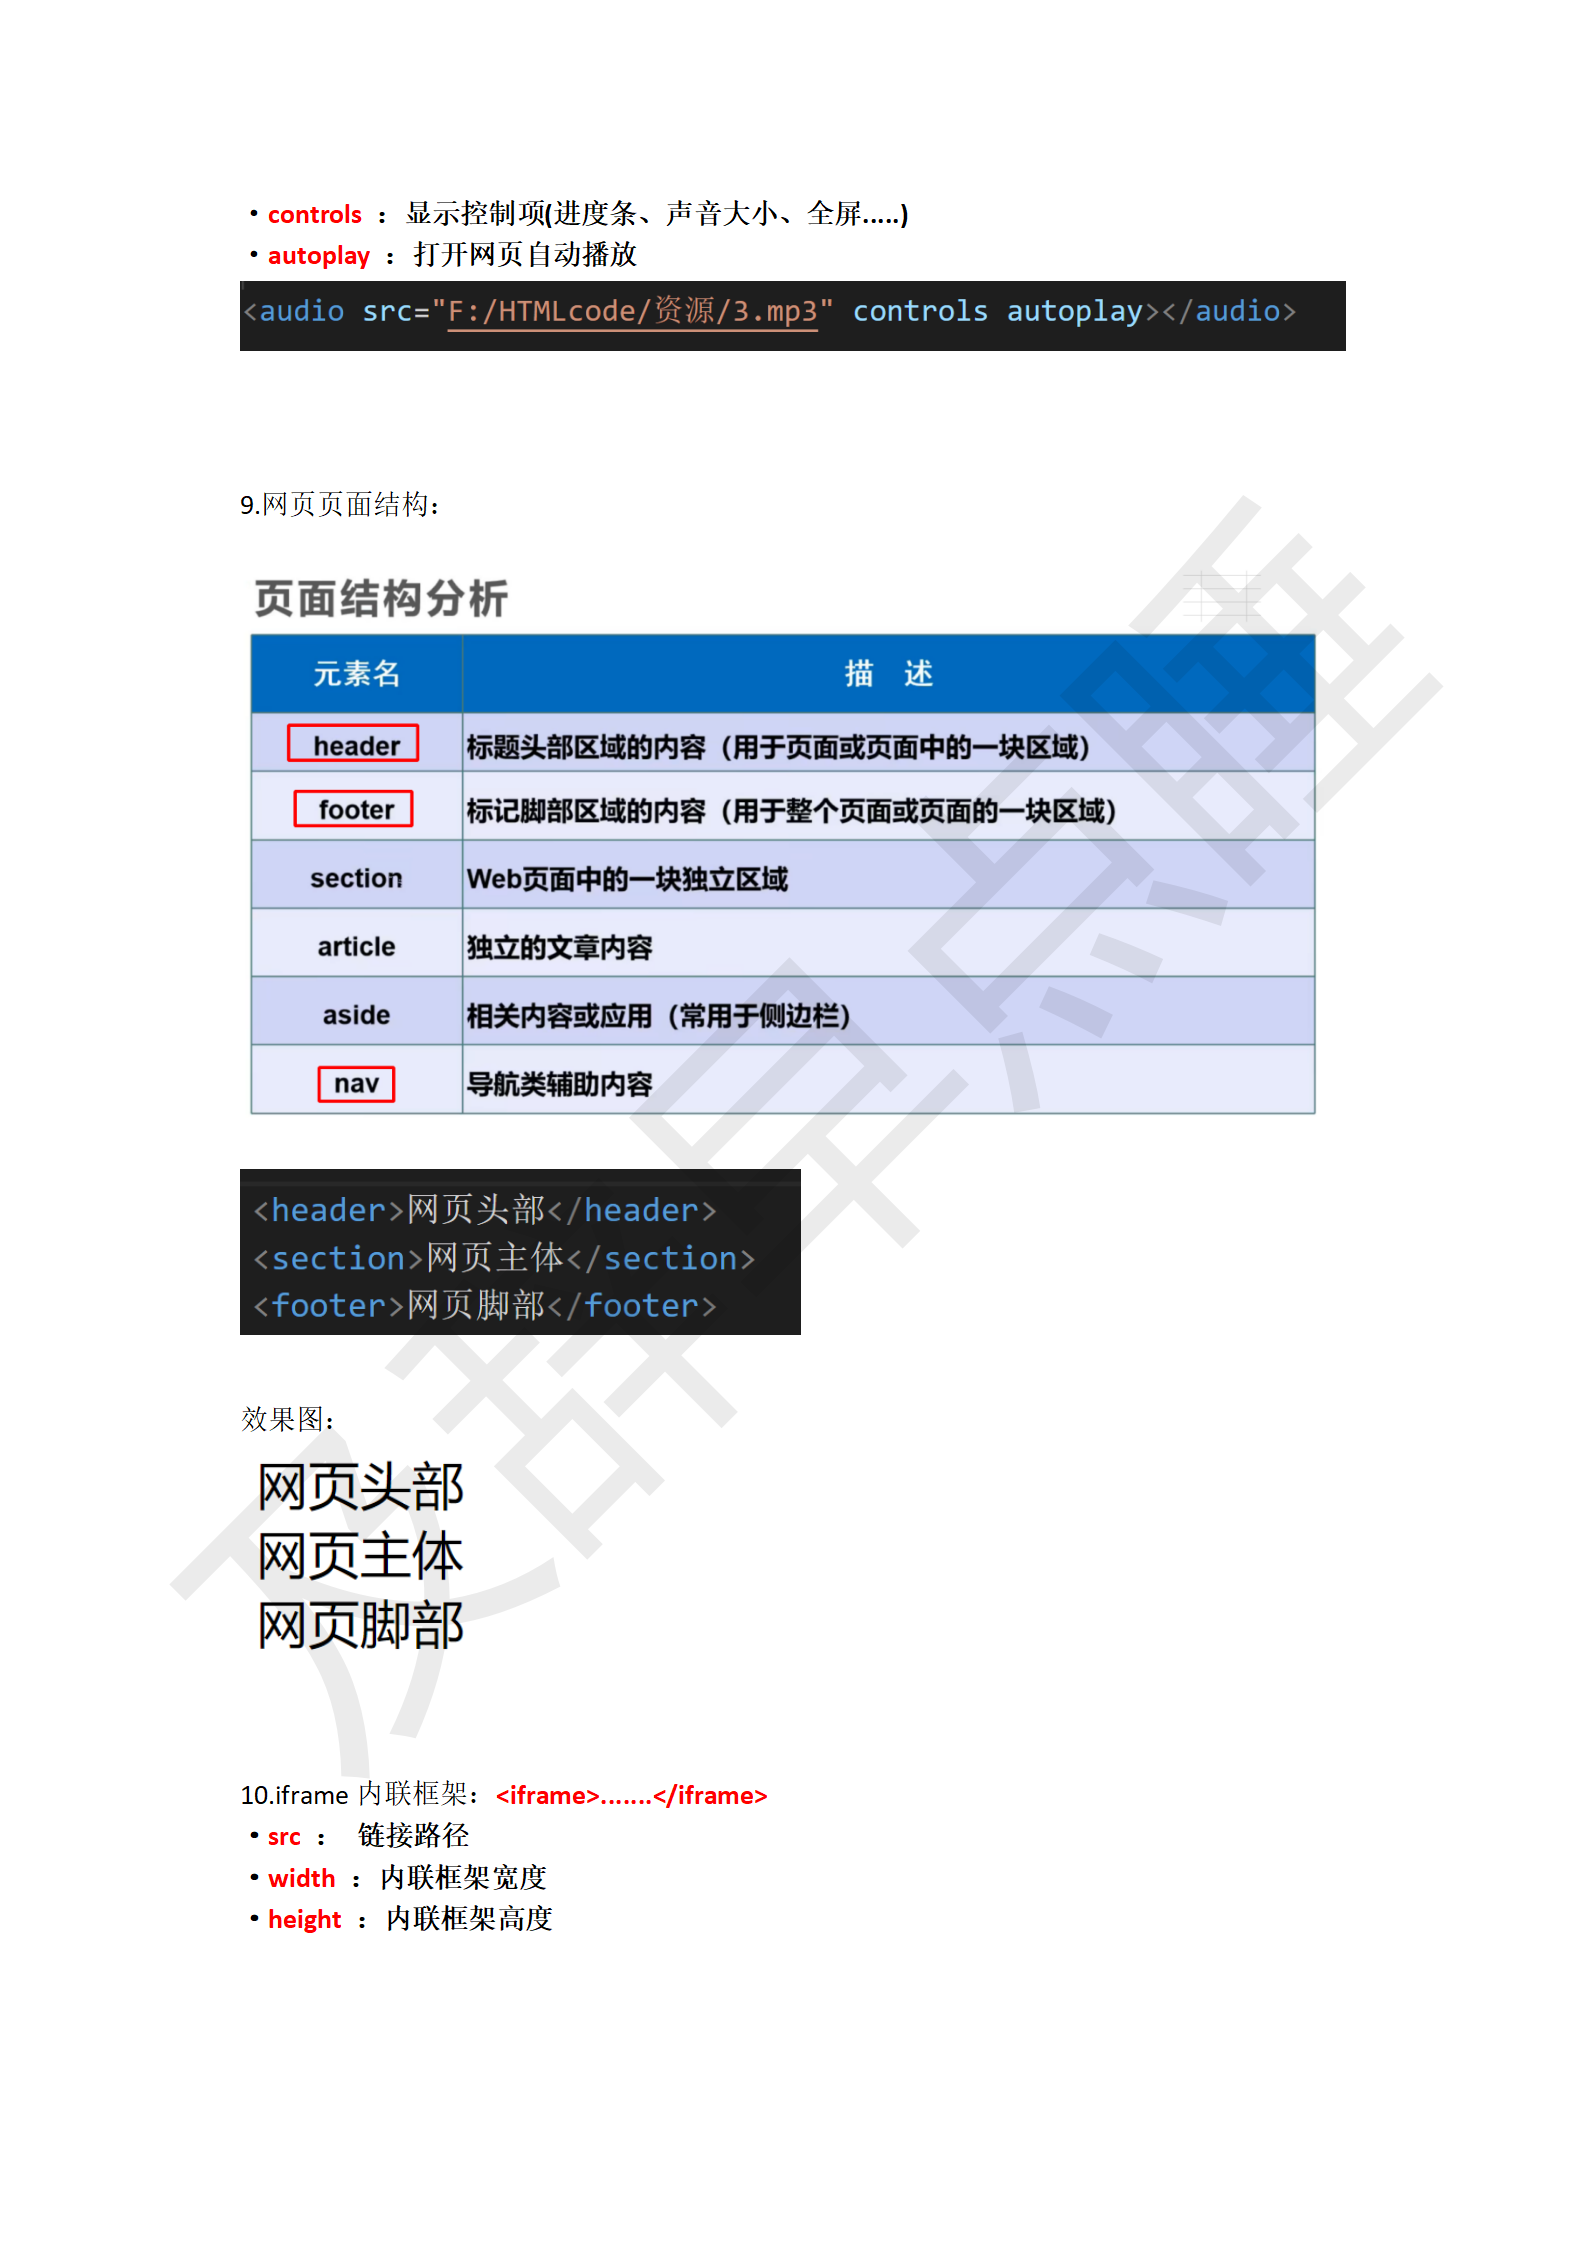 •controls ：显示控制项(进度条、声音大小、全屏.....)
•autoplay ：打开网页自动播放
<audio src="F:/HTMLcode/资源/3.mp3" controls autoplay></audio>
9.网页页面结构：
页面结构分析
元素名 描 述
header 标题头部区域的内容（用于页面或页面中的一块区域）
footer 标记脚部区域的内容（用于整个页面或页面的一块区域）
section Web页面中的一块独立区域
article 独立的文章内容
aside 相关内容或应用（常用于侧边栏）
nav 导航类辅助内容
<header>网页头部</header>
<section>网页主体</section>
<footer>网页脚部</footer>
效果图：
网页头部
网页主体
网页脚部
10.iframe 内联框架：<iframe>.......</iframe>
•src ： 链接路径
•width ：内联框架宽度
•height ：内联框架高度
及辞早点睡